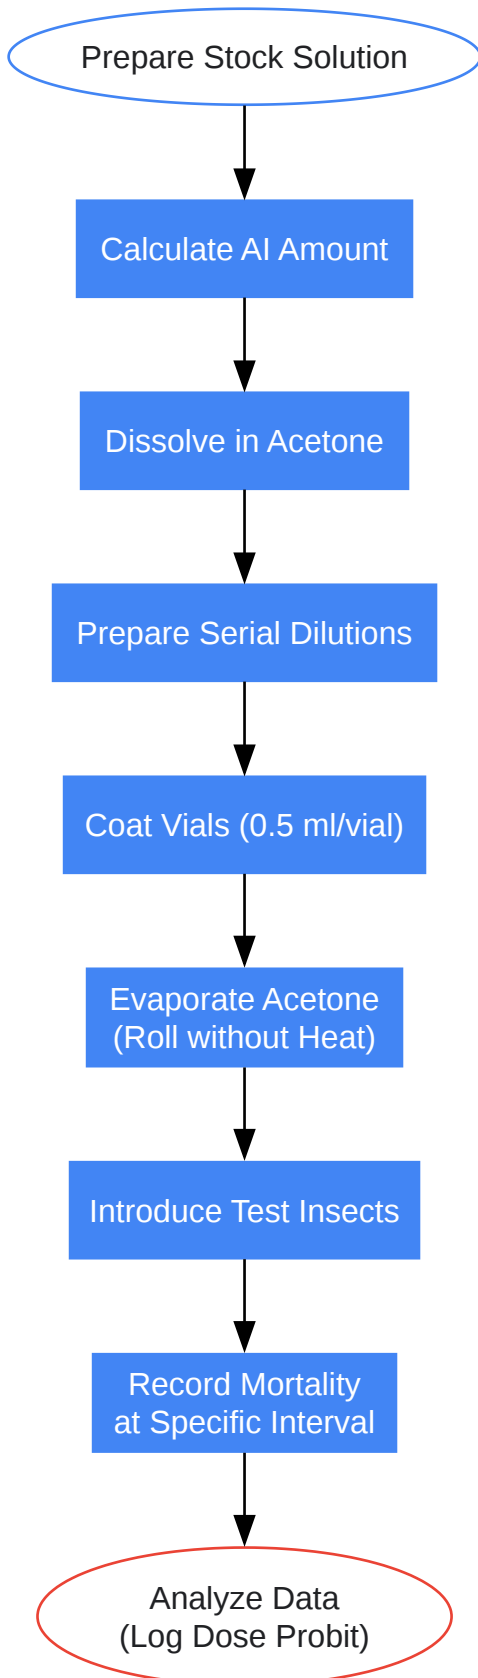 Prepare Stock Solution
Calculate AI Amount
Dissolve in Acetone
Prepare Serial Dilutions
Coat Vials (0.5 ml/vial)
Evaporate Acetone
(Roll without Heat)
Introduce Test Insects
Record Mortality
at Specific Interval
Analyze Data
(Log Dose Probit)